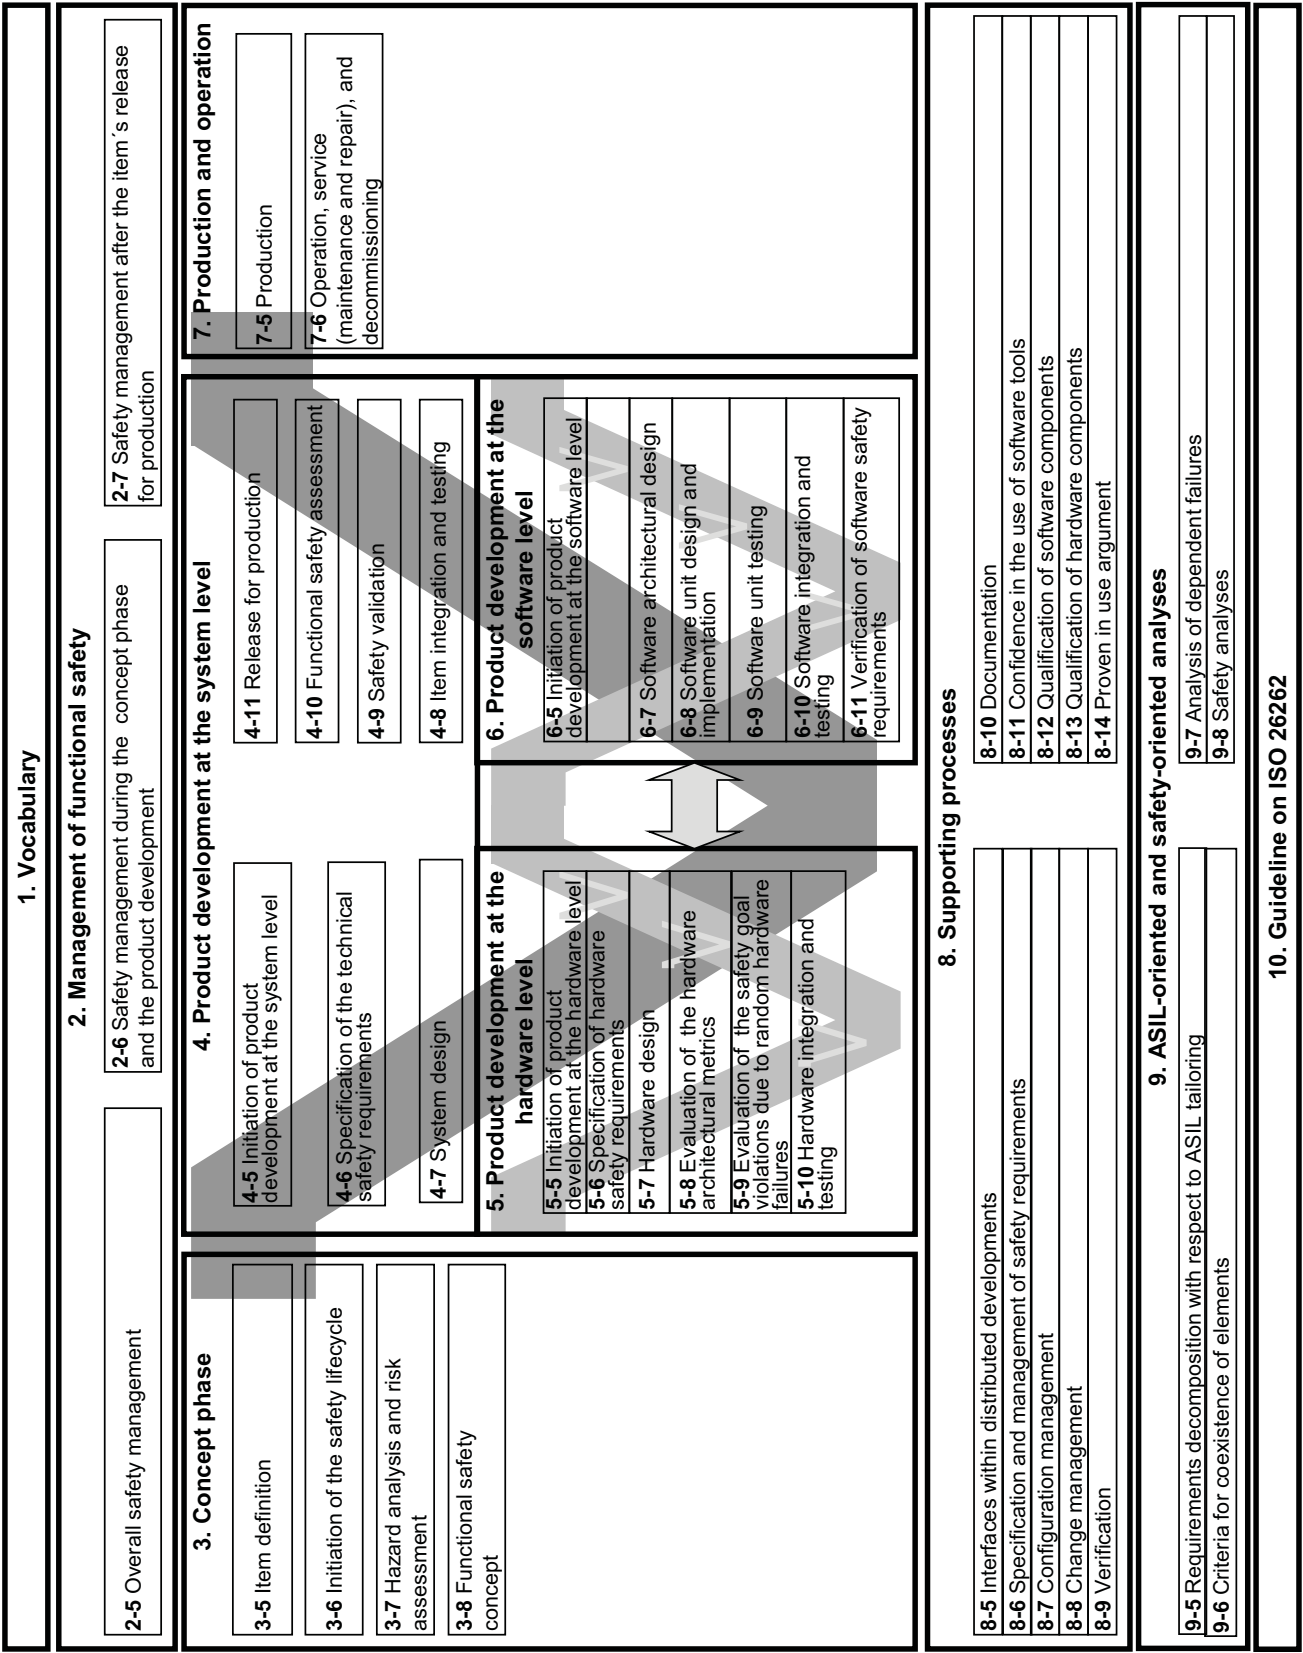 1. Vocabulary
2. Management of functional safety
2-5 Overall safety management
2-6 Safety management during the concept phase
and the product development
2-7 Safety management after the item´s release
for production
3. Concept phase
3-5 Item definition
3-6 Initiation of the safety lifecycle
3-7 Hazard analysis and risk
assessment
3-8 Functional safety
concept
4. Product development at the system level
4-5 Initiation of product
development at the system level
4-6 Specification of the technical
safety requirements
4-7 System design
4-11 Release for production
4-10 Functional safety assessment
4-9 Safety validation
4-8 Item integration and testing
7. Production and operation
7-5 Production
7-6 Operation, service
(maintenance and repair), and
decommissioning
5. Product development at the
hardware level
5-5 Initiation of product
development at the hardware level
5-6 Specification of hardware
safety requirements
5-7 Hardware design
5-8 Evaluation of the hardware
architectural metrics
5-9 Evaluation of the safety goal
violations due to random hardware
failures
5-10 Hardware integration and
testing
6. Product development at the
software level
6-5 Initiation of product
development at the software level
6-7 Software architectural design
6-8 Software unit design and
implementation
6-9 Software unit testing
6-10 Software integration and
testing
6-11 Verification of software safety
requirements
8. Supporting processes
8-5 Interfaces within distributed developments
8-6 Specification and management of safety requirements
8-7 Configuration management
8-8 Change management
8-9 Verification
8-10 Documentation
8-11 Confidence in the use of software tools
8-12 Qualification of software components
8-13 Qualification of hardware components
8-14 Proven in use argument
9. ASIL-oriented and safety-oriented analyses
9-5 Requirements decomposition with respect to ASIL tailoring
9-6 Criteria for coexistence of elements
9-7 Analysis of dependent failures
9-8 Safety analyses
10. Guideline on ISO 26262